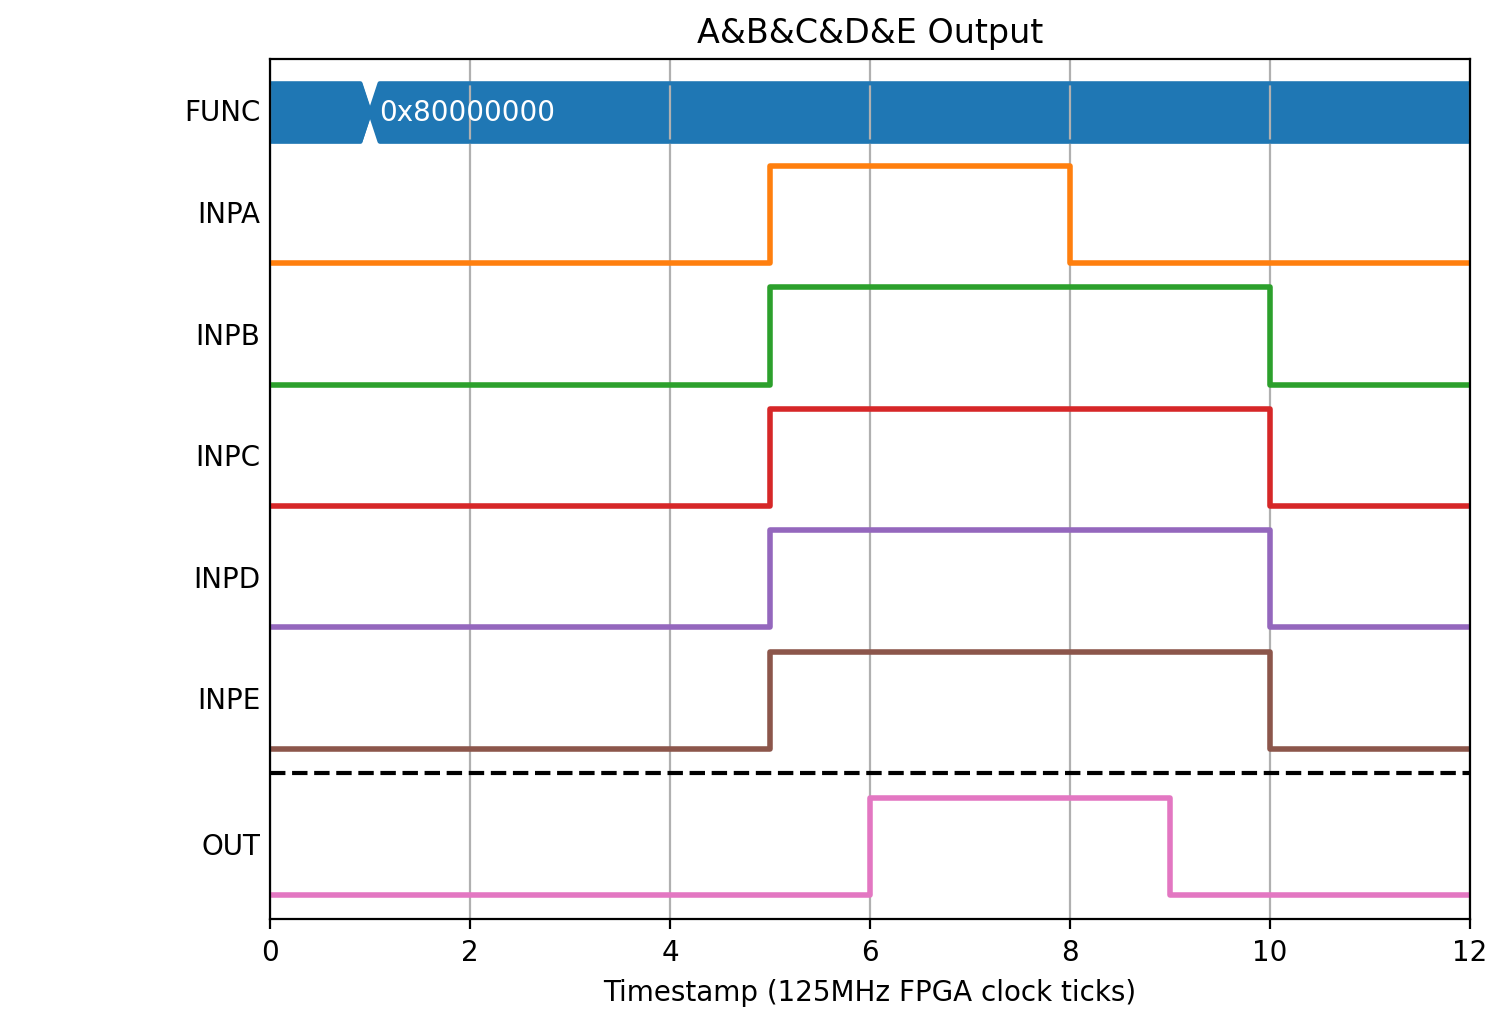 A&B&C&D&E Output
FUNC
0x80000000
INPA
INPB
INPC
INPD
INPE
OUT
0 2 4 6 8 10 12
Timestamp (125MHz FPGA clock ticks)